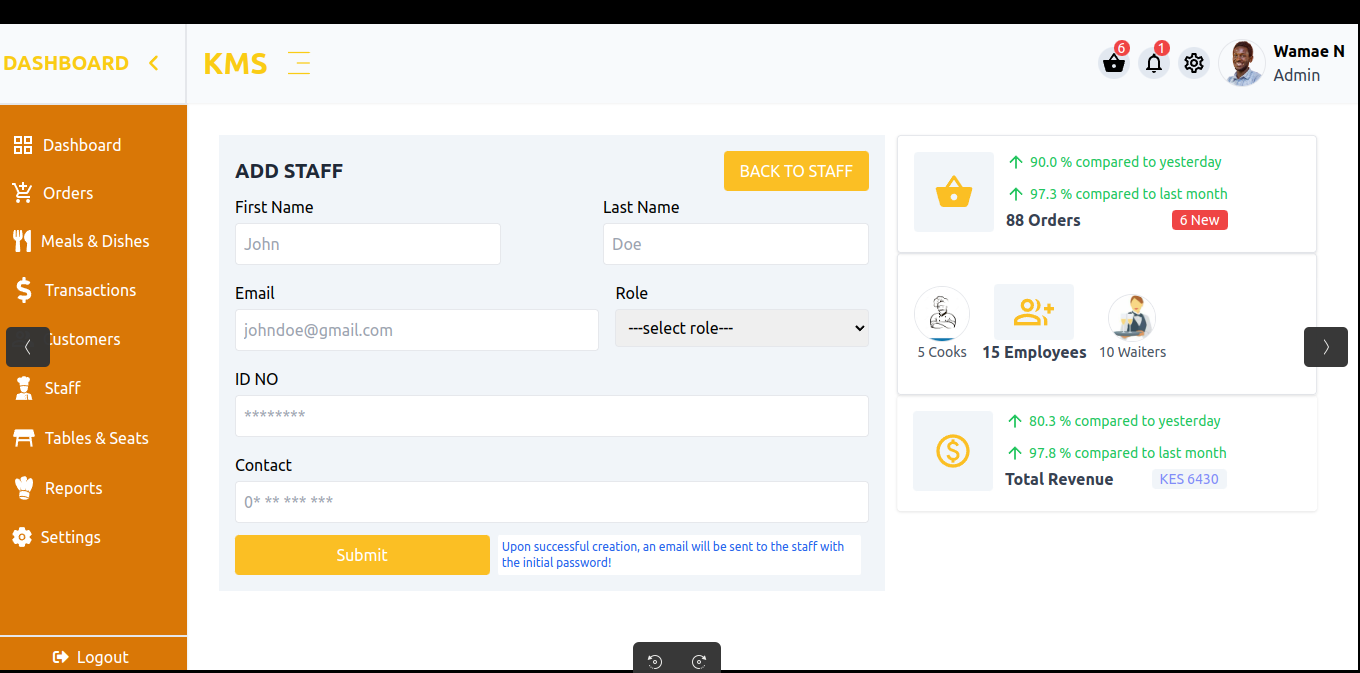 DASHBOARD
KMS
6
1
Wamae N
Admin
Dashboard
Orders
Meals & Dishes
Transactions
ustomers
Staff
Tables & Seats
Reports
Settings
Logout
ADD STAFF
BACK TO STAFF
First Name
Last Name
John
Doe
Email
Role
johndoe@gmail.com
---select role---
ID NO
********
Contact
0* ** *** ***
Submit
Upon successful creation, an email will be sent to the staff with
the initial password!
90.0 % compared to yesterday
97.3 % compared to last month
88 Orders
6 New
5 Cooks
15 Employees
10 Waiters
80.3 % compared to yesterday
97.8 % compared to last month
Total Revenue
KES 6430